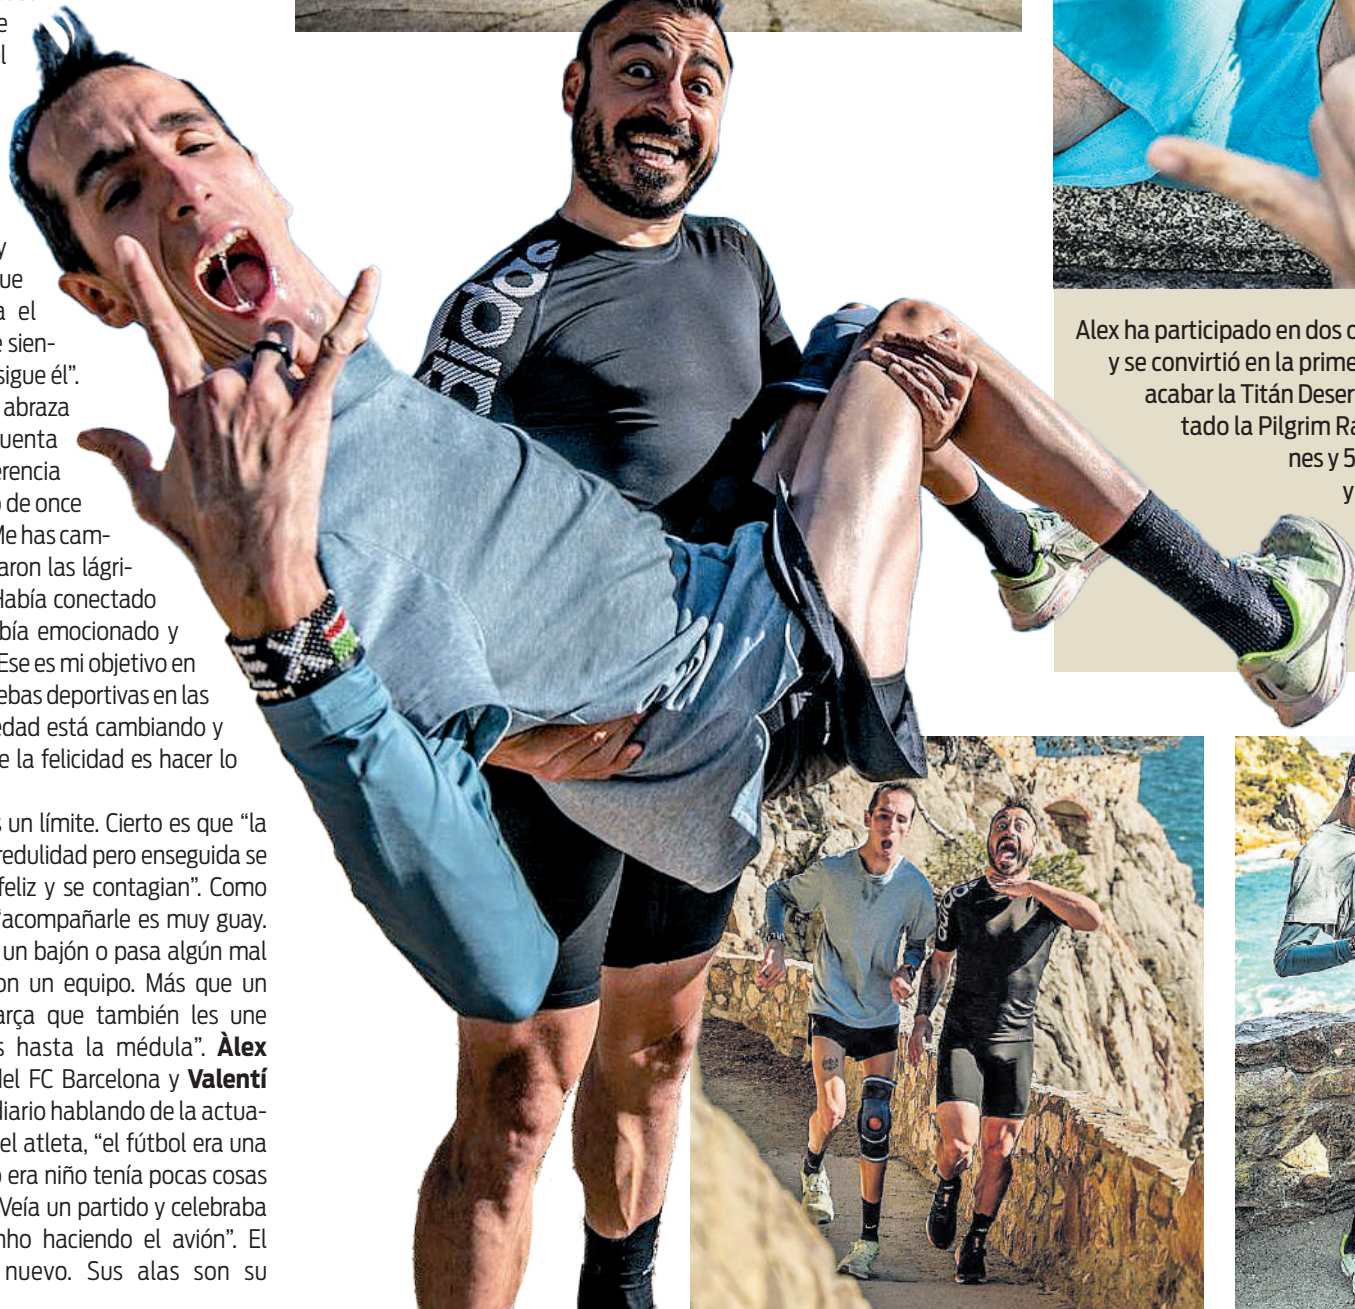 e
l
y
ue
a el
e sien-
sigue él”.
abraza
uenta
erencia
o de once
Me has cam-
aron las lágri-
Había conectado
bía emocionado y
Ese es mi objetivo en
ebas deportivas en las
edad está cambiando y
e la felicidad es hacer lo
s un límite. Cierto es que “la
redulidad pero enseguida se
feliz y se contagian”. Como
“acompañarle es muy guay.
un bajón o pasa algún mal
on un equipo. Más que un
arça que también les une
s hasta la médula”. Àlex
del FC Barcelona y Valentí
diario hablando de la actua-
el atleta, “el fútbol era una
o era niño tenía pocas cosas
Veía un partido y celebraba
nho haciendo el avión”. El
nuevo. Sus alas son su
adidas
Alex ha participado en dos
y se convirtió en la prime
acabar la Titán Deser
tado la Pilgrim Ra
nes y 5
y
adidas